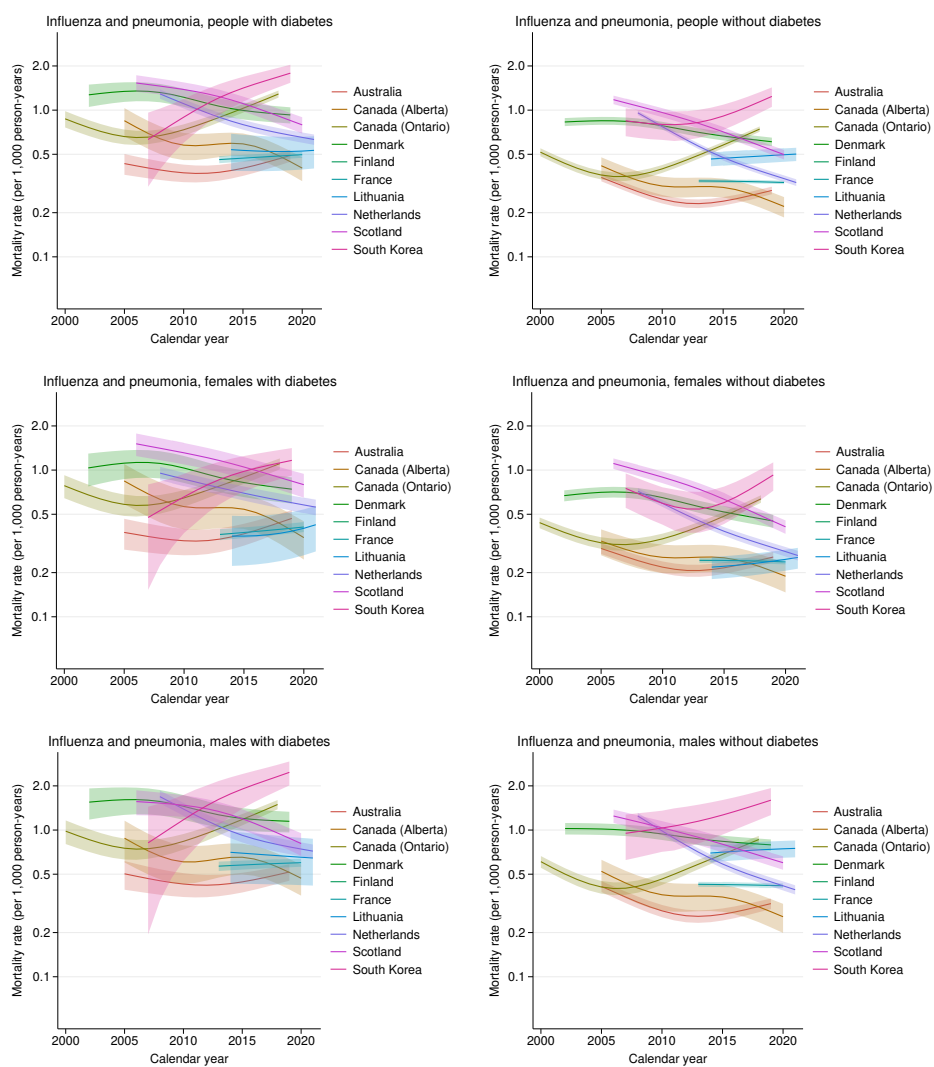 Influenza and pneumonia, people with diabetes
Mortality rate (per 1,000 person-years)
2.0
1.0
0.5
0.2
0.1
2000 2005 2010 2015 2020
Calendar year
Australia
Canada (Alberta)
Canada (Ontario)
Denmark
Finland
France
Lithuania
Netherlands
Scotland
South Korea
Influenza and pneumonia, people without diabetes
Mortality rate (per 1,000 person-years)
2.0
1.0
0.5
0.2
0.1
2000 2005 2010 2015 2020
Calendar year
Australia
Canada (Alberta)
Canada (Ontario)
Denmark
Finland
France
Lithuania
Netherlands
Scotland
South Korea
Influenza and pneumonia, females with diabetes
Mortality rate (per 1,000 person-years)
2.0
1.0
0.5
0.2
0.1
2000 2005 2010 2015 2020
Calendar year
Australia
Canada (Alberta)
Canada (Ontario)
Denmark
Finland
France
Lithuania
Netherlands
Scotland
South Korea
Influenza and pneumonia, females without diabetes
Mortality rate (per 1,000 person-years)
2.0
1.0
0.5
0.2
0.1
2000 2005 2010 2015 2020
Calendar year
Australia
Canada (Alberta)
Canada (Ontario)
Denmark
Finland
France
Lithuania
Netherlands
Scotland
South Korea
Influenza and pneumonia, males with diabetes
Mortality rate (per 1,000 person-years)
2.0
1.0
0.5
0.2
0.1
2000 2005 2010 2015 2020
Calendar year
Australia
Canada (Alberta)
Canada (Ontario)
Denmark
Finland
France
Lithuania
Netherlands
Scotland
South Korea
Influenza and pneumonia, males without diabetes
Mortality rate (per 1,000 person-years)
2.0
1.0
0.5
0.2
0.1
2000 2005 2010 2015 2020
Calendar year
Australia
Canada (Alberta)
Canada (Ontario)
Denmark
Finland
France
Lithuania
Netherlands
Scotland
South Korea